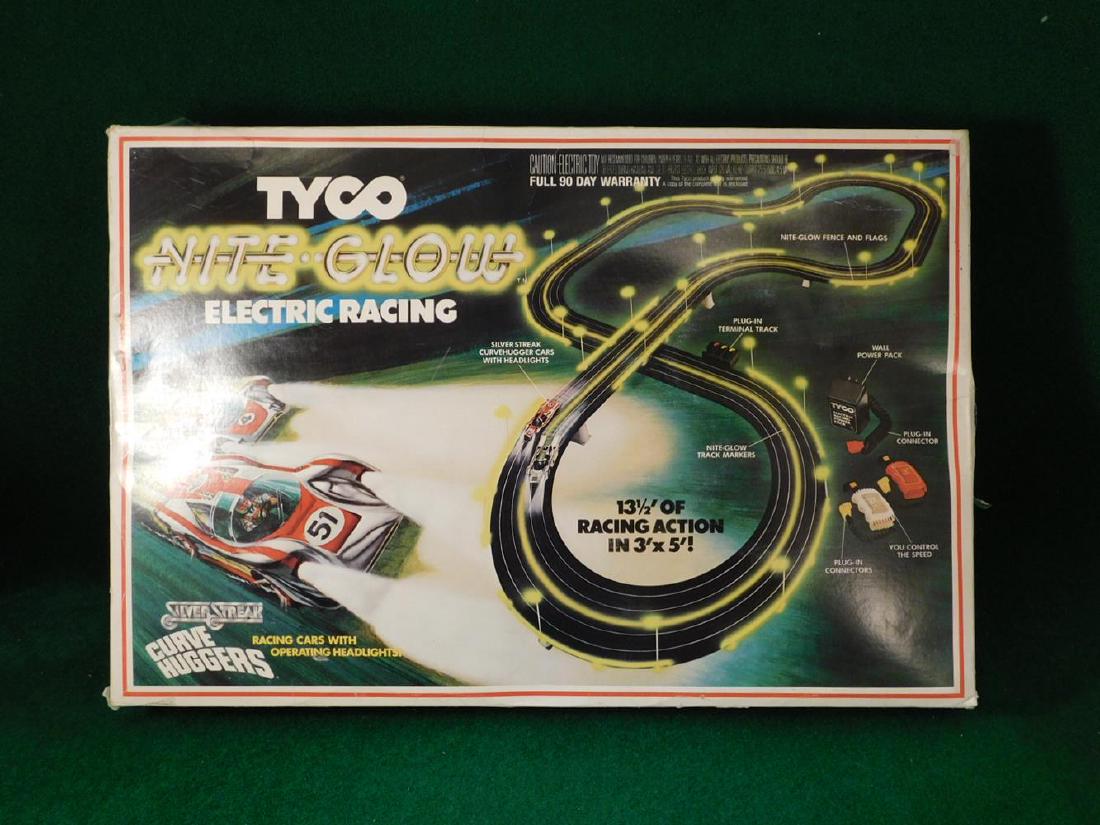 TYCO®
NITE-GLOW
ELECTRIC RACING
CAUTION-ELECTRIC TOY
FULL 90 DAY WARRANTY
NITE-GLOW FENCE AND FLAGS
PLUG-IN
TERMINAL TRACK
SILVER STREAK
CURVEHUGGER CARS
WITH HEADLIGHTS
WALL
POWER PACK
TYCO
PLUG-IN
CONNECTOR
NITE-GLOW
TRACK MARKERS
13½' OF
RACING ACTION
IN 3'x 5'!
YOU CONTROL
THE SPEED
PLUG-IN
CONNECTORS
51
SILVER STREAK
CURVE
HUGGERS
RACING CARS WITH
OPERATING HEADLIGHTS!